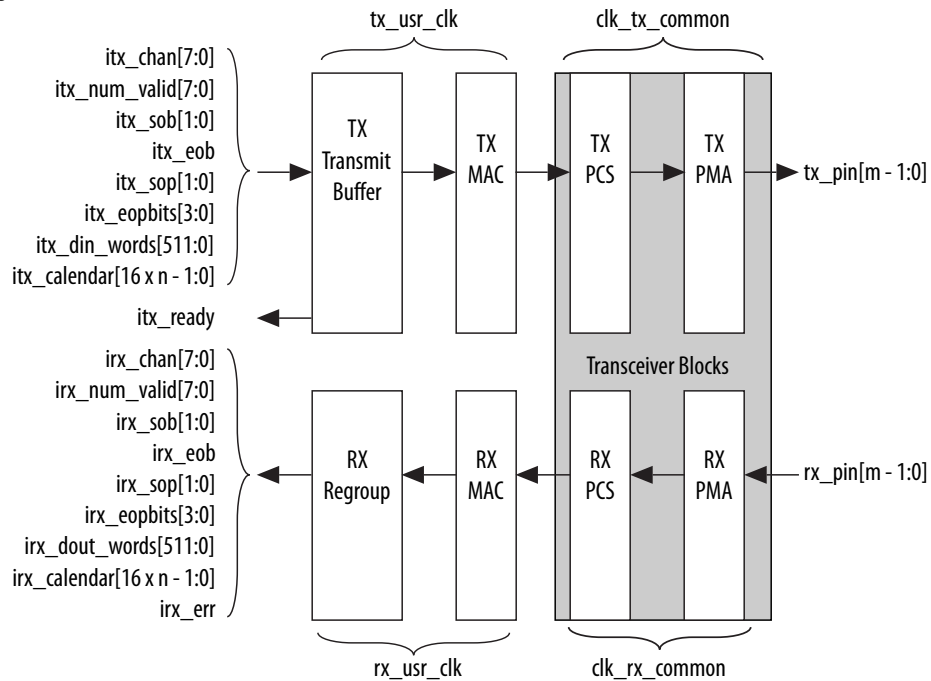 tx_usr_clk
clk_tx_common
itx_chan[7:0]
itx_num_valid[7:0]
itx_sob[1:0]
itx_eob
itx_sop[1:0]
itx_eopbits[3:0]
itx_din_words[511:0]
itx_calendar[16 x n - 1:0]
itx_ready
TX
Transmit
Buffer
TX
MAC
TX
PCS
TX
PMA
tx_pin[m - 1:0]
Transceiver Blocks
irx_chan[7:0]
irx_num_valid[7:0]
irx_sob[1:0]
irx_eob
irx_sop[1:0]
irx_eopbits[3:0]
irx_dout_words[511:0]
irx_calendar[16 x n - 1:0]
irx_err
RX
Regroup
RX
MAC
RX
PCS
RX
PMA
rx_pin[m - 1:0]
rx_usr_clk
clk_rx_common